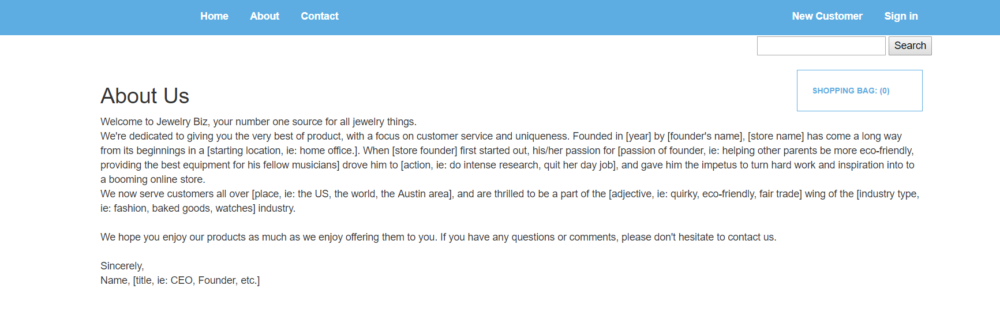 Home About Contact New Customer Sign in
Search
SHOPPING BAG: (0)
About Us
Welcome to Jewelry Biz, your number one source for all jewelry things.
We're dedicated to giving you the very best of product, with a focus on customer service and uniqueness. Founded in [year] by [founder's name], [store name] has come a long way
from its beginnings in a [starting location, ie: home office.]. When [store founder] first started out, his/her passion for [passion of founder, ie: helping other parents be more eco-friendly,
providing the best equipment for his fellow musicians] drove him to [action, ie: do intense research, quit her day job], and gave him the impetus to turn hard work and inspiration into to
a booming online store.
We now serve customers all over [place, ie: the US, the world, the Austin area], and are thrilled to be a part of the [adjective, ie: quirky, eco-friendly, fair trade] wing of the [industry type,
ie: fashion, baked goods, watches] industry.
We hope you enjoy our products as much as we enjoy offering them to you. If you have any questions or comments, please don't hesitate to contact us.
Sincerely,
Name, [title, ie: CEO, Founder, etc.]